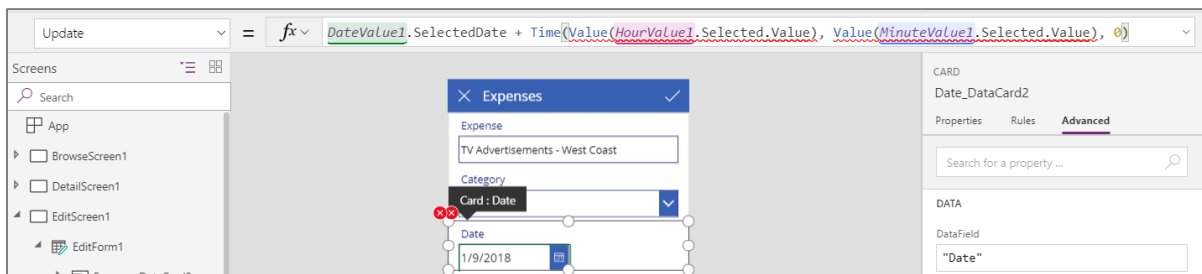 Update = fx DateValue1.SelectedDate + Time(Value(HourValue1.Selected.Value), Value(MinuteValue1.Selected.Value), 0)
Screens
Search
App
BrowseScreen1
DetailScreen1
EditScreen1
EditForm1
Expenses
Expense
TV Advertisements - West Coast
Category
Card : Date
Date
1/9/2018
CARD
Date_DataCard2
Properties Rules Advanced
Search for a property ...
DATA
DataField
"Date"